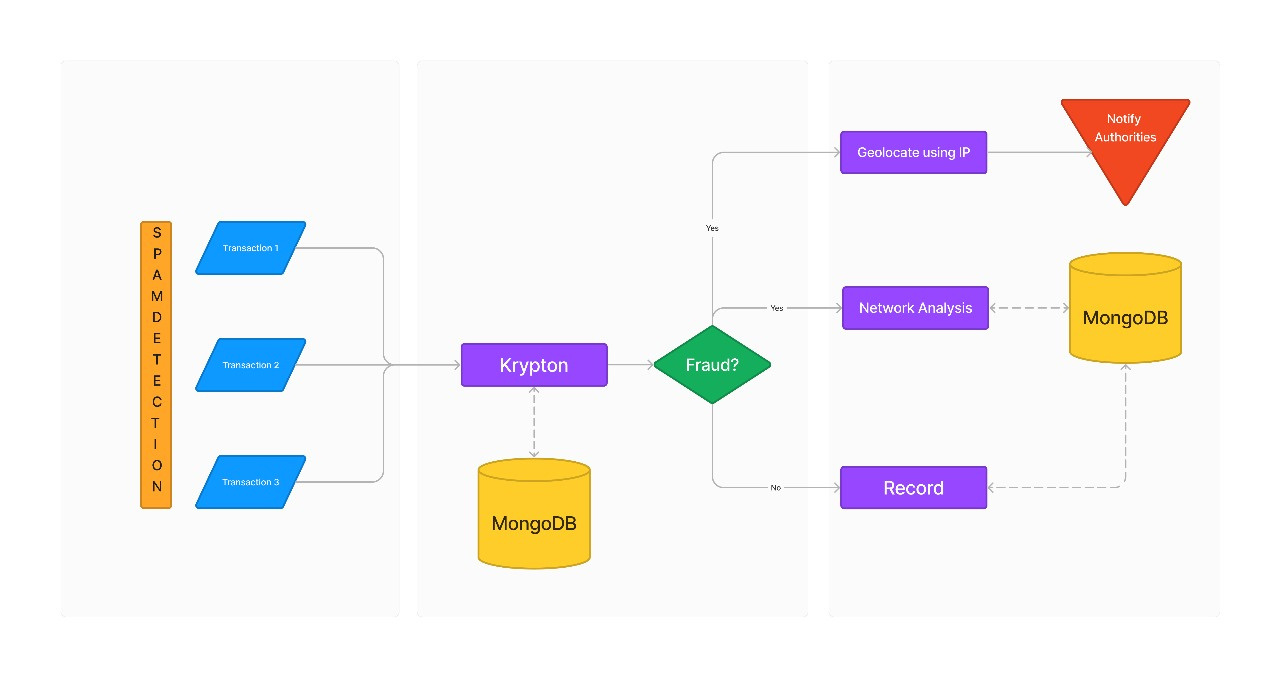 SPAMDETECTION
Transaction 1
Transaction 2
Transaction 3
Krypton
MongoDB
Fraud?
Yes
Yes
No
Geolocate using IP
Notify
Authorities
Network Analysis
MongoDB
Record